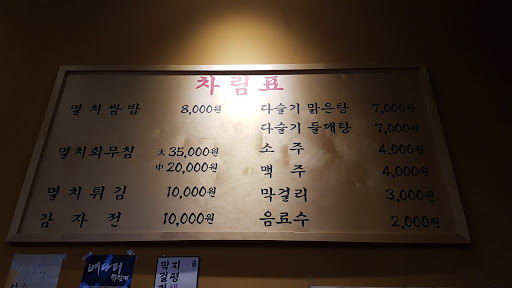 차림표
멸치쌈밥 8,000원
멸치회무침 大 35,000원
中 20,000원
멸치튀김 10,000원
감자전 10,000원
다슬기 맑은탕 7,000원
다슬기 들깨탕 7,000원
소주 4,000원
맥주 4,000원
막걸리 3,000원
음료수 2,000원
막지
걸평